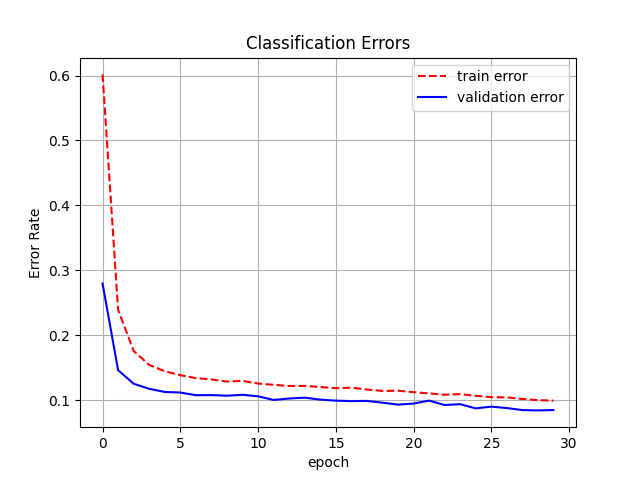 Classification Errors
train error
validation error
Error Rate
0.6
0.5
0.4
0.3
0.2
0.1
0 5 10 15 20 25 30
epoch